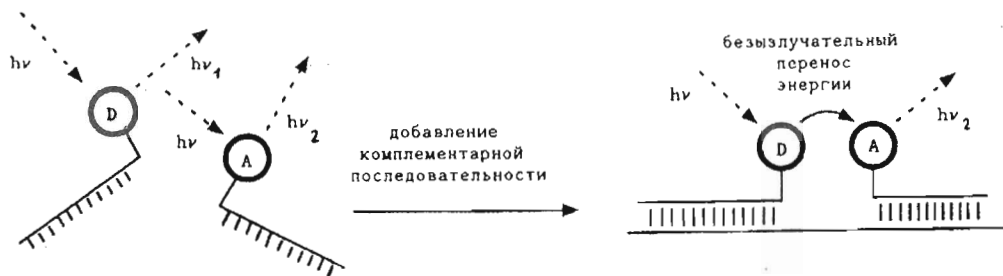 hν
hν₁
D
hν
hν₂
A
добавление
комплементарной
последовательности
безызлучательный
перенос
энергии
hν
hν₂
D
A